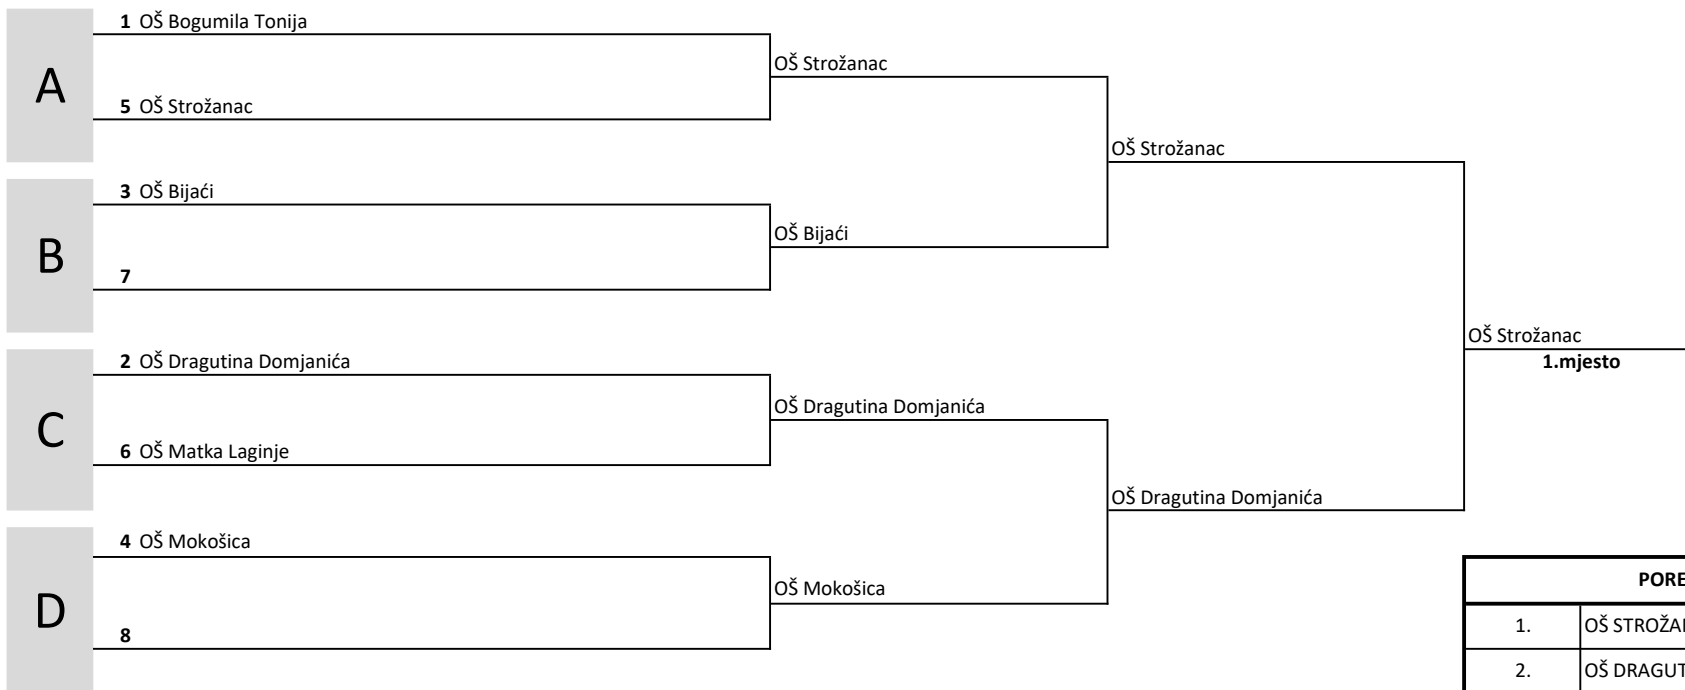 A
1 OŠ Bogumila Tonija
5 OŠ Strožanac
OŠ Strožanac
B
3 OŠ Bijaći
7
OŠ Bijaći
OŠ Strožanac
C
2 OŠ Dragutina Domjanića
6 OŠ Matka Laginje
OŠ Dragutina Domjanića
D
4 OŠ Mokošica
8
OŠ Mokošica
OŠ Dragutina Domjanića
OŠ Strožanac
1.mjesto
1. OŠ
2. OŠ